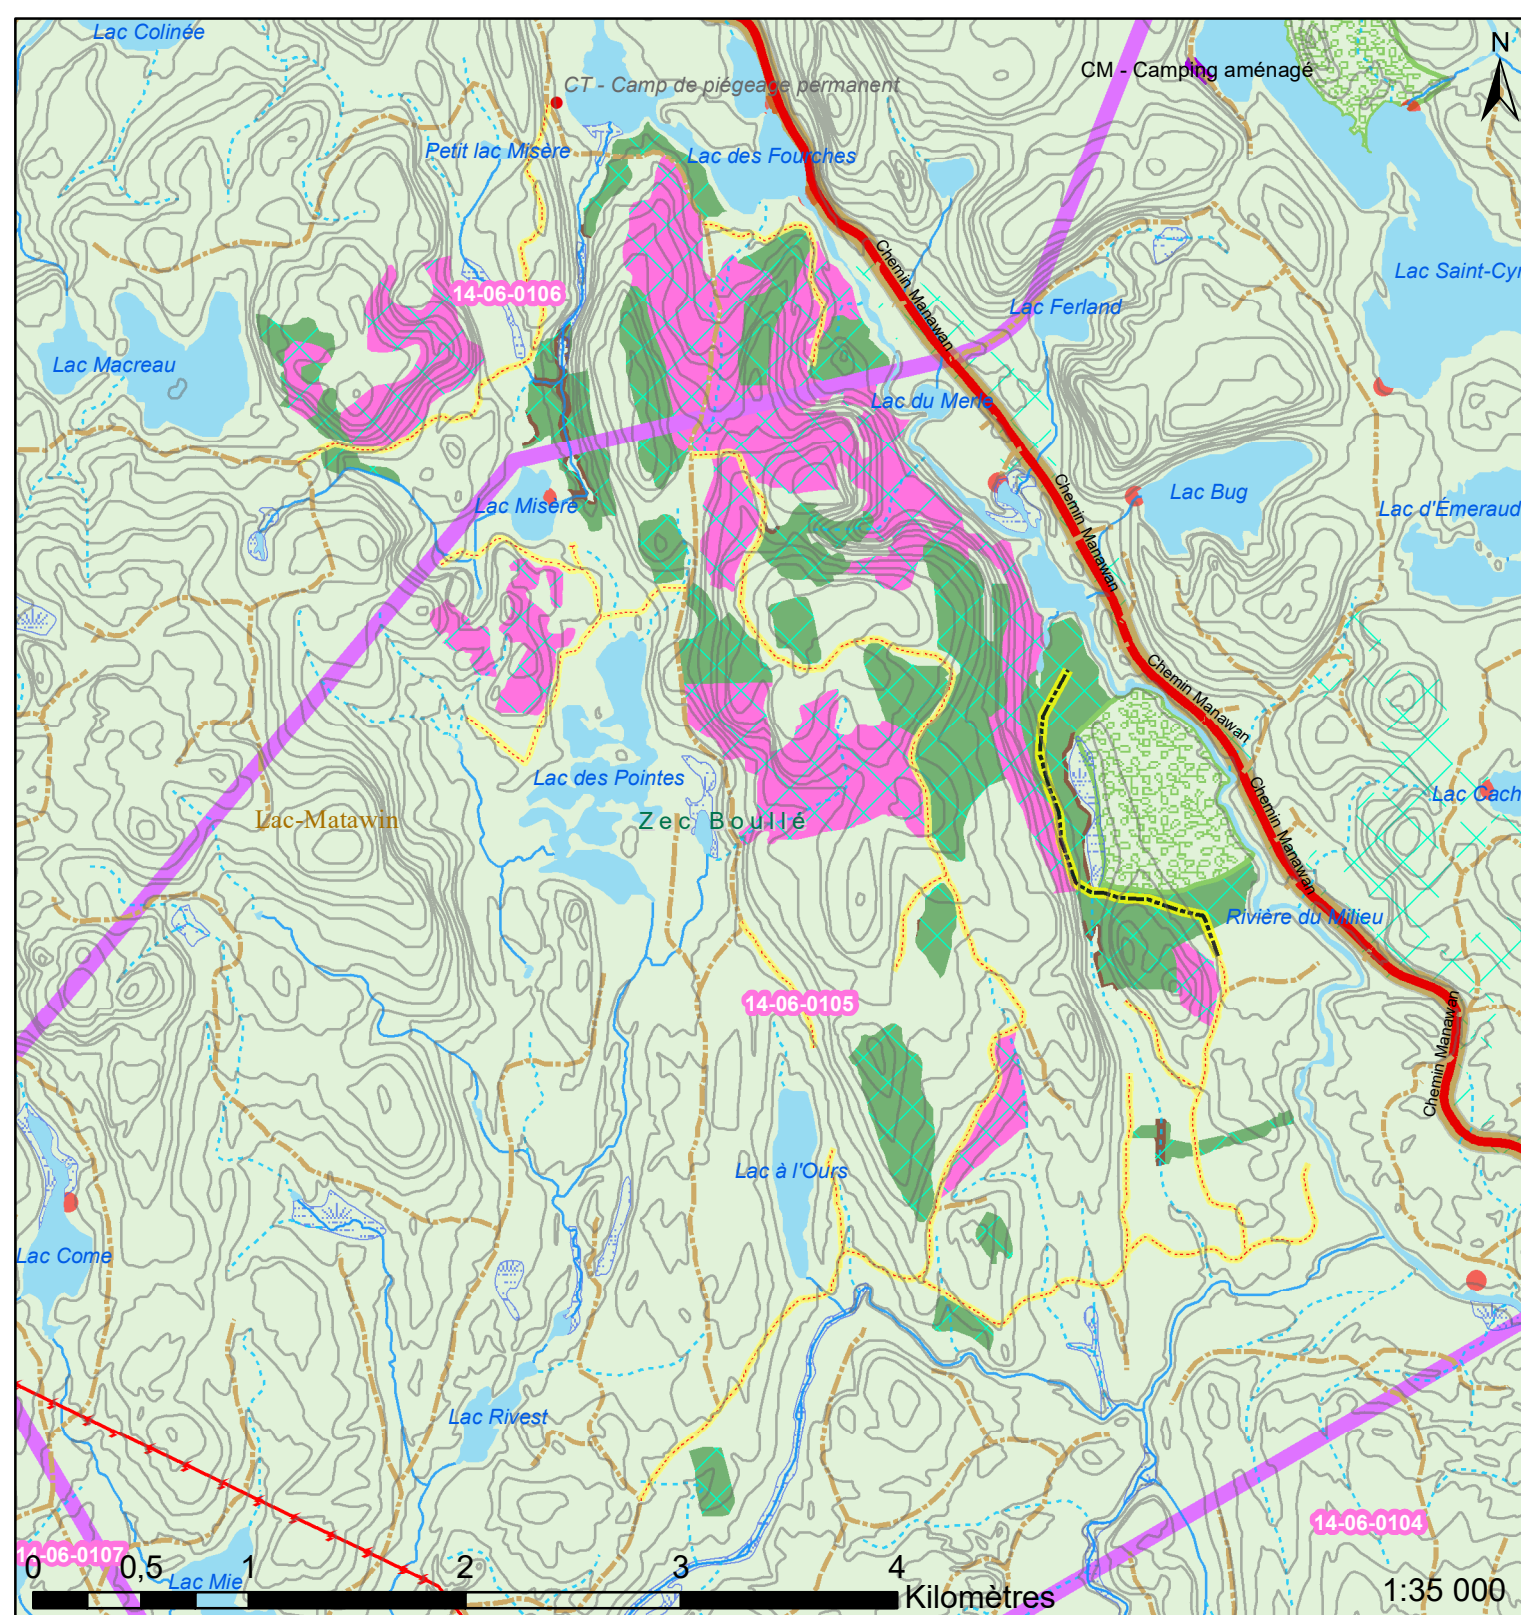 Lac Colinée
N
CM - Camping aménagé
CT - Camp de piégeage permanent
Petit lac Misère
Lac des Fourches
Chemin Manawan
Lac Saint-Cyr
14-06-0106
Lac Ferland
Lac Macreau
Lac du Merle
Lac Misère
Chemin Manawan
Lac Bug
Lac d'Émeraud
Chemin Manawan
Lac des Pointes
Chemin Manawan
Lac Cach
Lac-Matawin
Zec Boullé
Rivière du Milieu
14-06-0105
Chemin Manawan
Lac à l'Ours
Lac Come
Lac Rivest
14-06-0104
14-06-0107
Lac Mie
0 0,5 1 2 3 4
Kilomètres
1:35 000